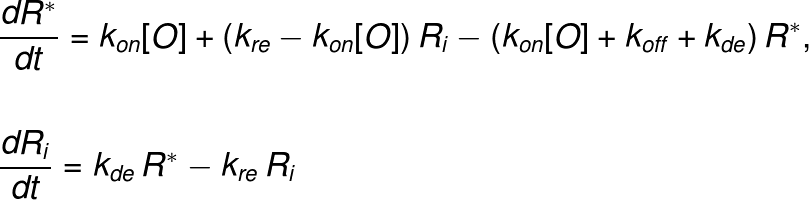 dR*/dt = k_on[O] + (k_re − k_on[O]) R_i − (k_on[O] + k_off + k_de) R*,
dR_i/dt = k_de R* − k_re R_i